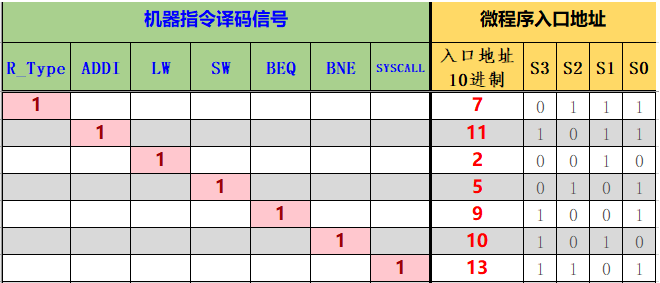 机器指令译码信号 微程序入口地址
R_Type ADDI LW SW BEQ BNE SYSCALL 入口地址 10进制 S3 S2 S1 S0
1 7 0 1 1 1
1 11 1 0 1 1
1 2 0 0 1 0
1 5 0 1 0 1
1 9 1 0 0 1
1 10 1 0 1 0
1 13 1 1 0 1